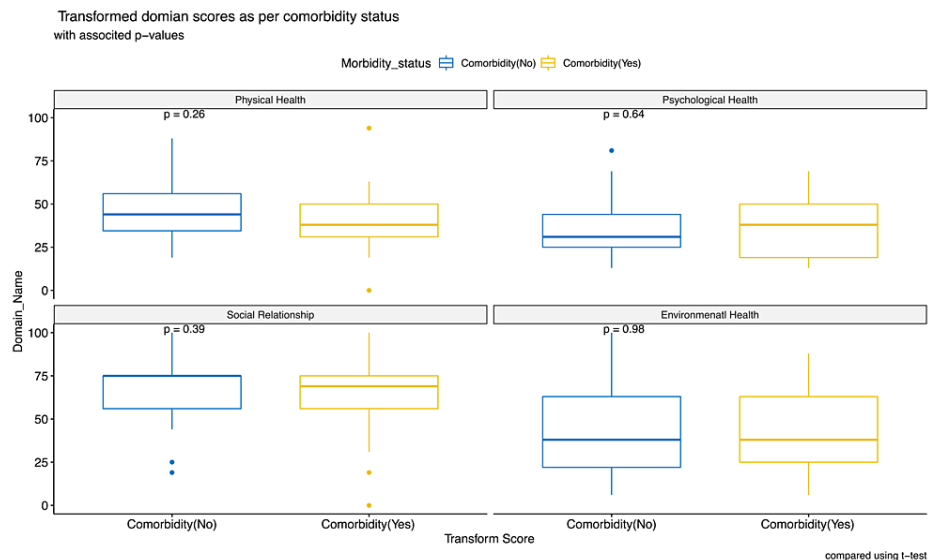 Transformed domian scores as per comorbidity status
with associted p-values
Morbidity_status Comorbidity(No) Comorbidity(Yes)
Physical Health
Psychological Health
p = 0.26
p = 0.64
100
75
50
25
0
Social Relationship
Environmenatl Health
p = 0.39
p = 0.98
100
75
50
25
0
Domain_Name
Comorbidity(No) Comorbidity(Yes) Comorbidity(No) Comorbidity(Yes)
Transform Score
compared using t-test